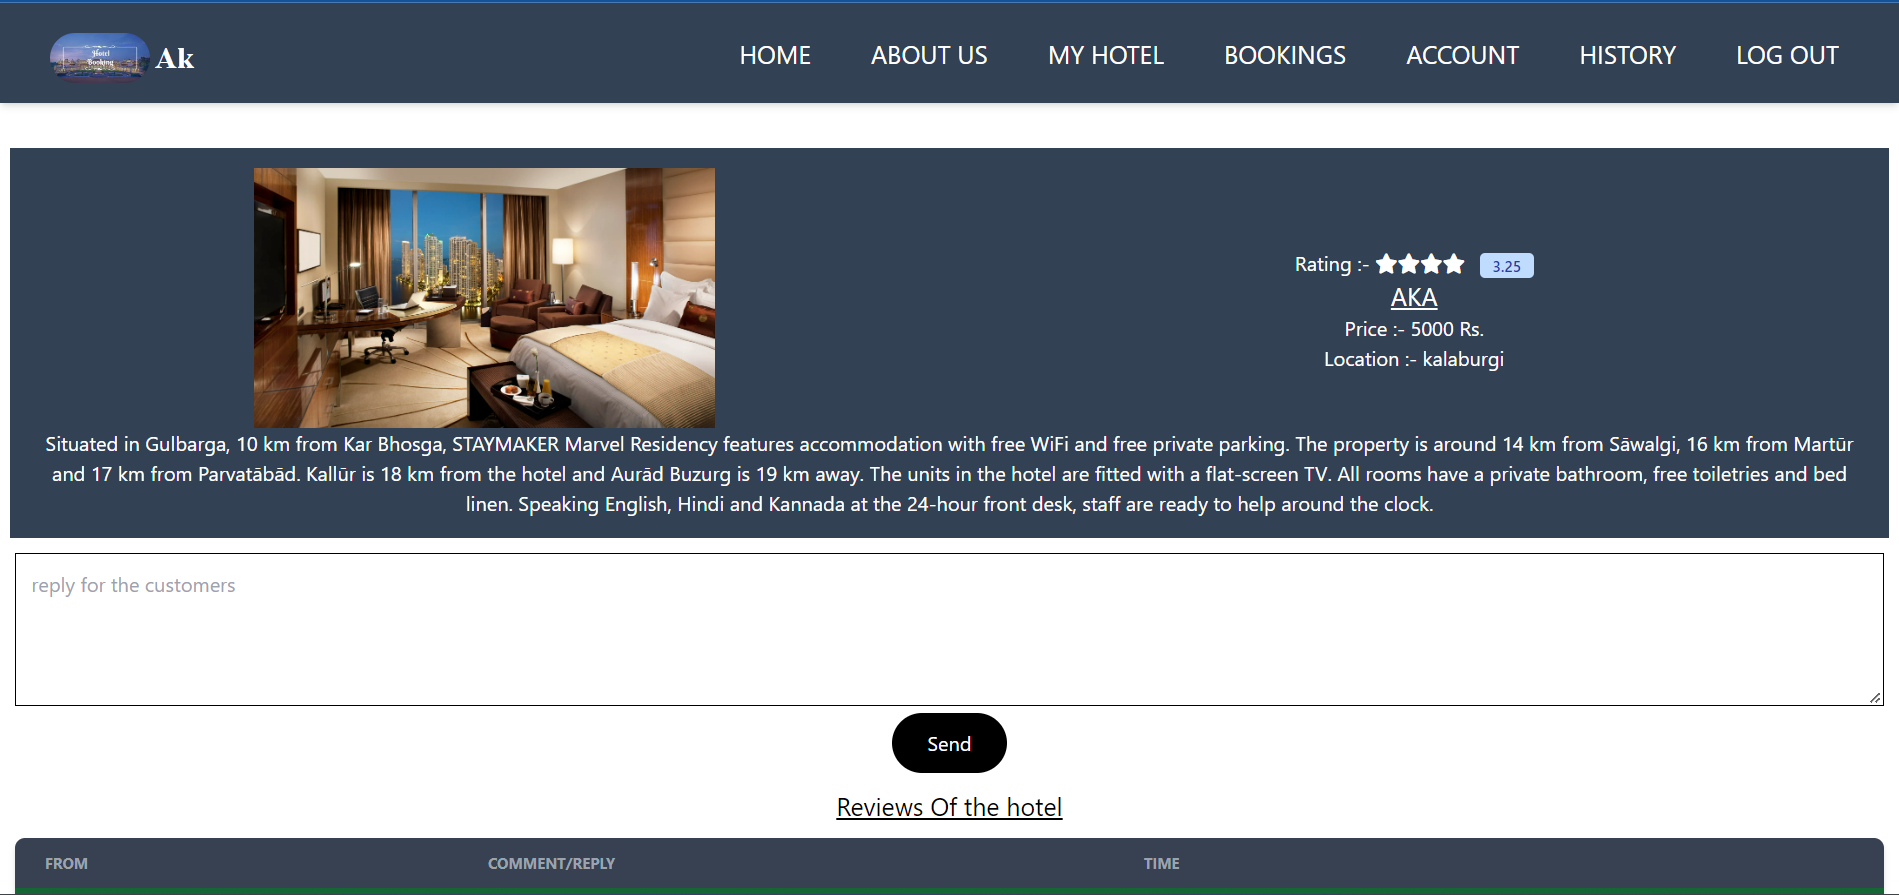 Hotel
Booking
Ak
HOME
ABOUT US
MY HOTEL
BOOKINGS
ACCOUNT
HISTORY
LOG OUT
Rating :- 3.25
AKA
Price :- 5000 Rs.
Location :- kalaburgi
Situated in Gulbarga, 10 km from Kar Bhosga, STAYMAKER Marvel Residency features accommodation with free WiFi and free private parking. The property is around 14 km from Sāwalgi, 16 km from Martūr
and 17 km from Parvatābād. Kallūr is 18 km from the hotel and Aurād Buzurg is 19 km away. The units in the hotel are fitted with a flat-screen TV. All rooms have a private bathroom, free toiletries and bed
linen. Speaking English, Hindi and Kannada at the 24-hour front desk, staff are ready to help around the clock.
reply for the customers
Send
Reviews Of the hotel
FROM
COMMENT/REPLY
TIME